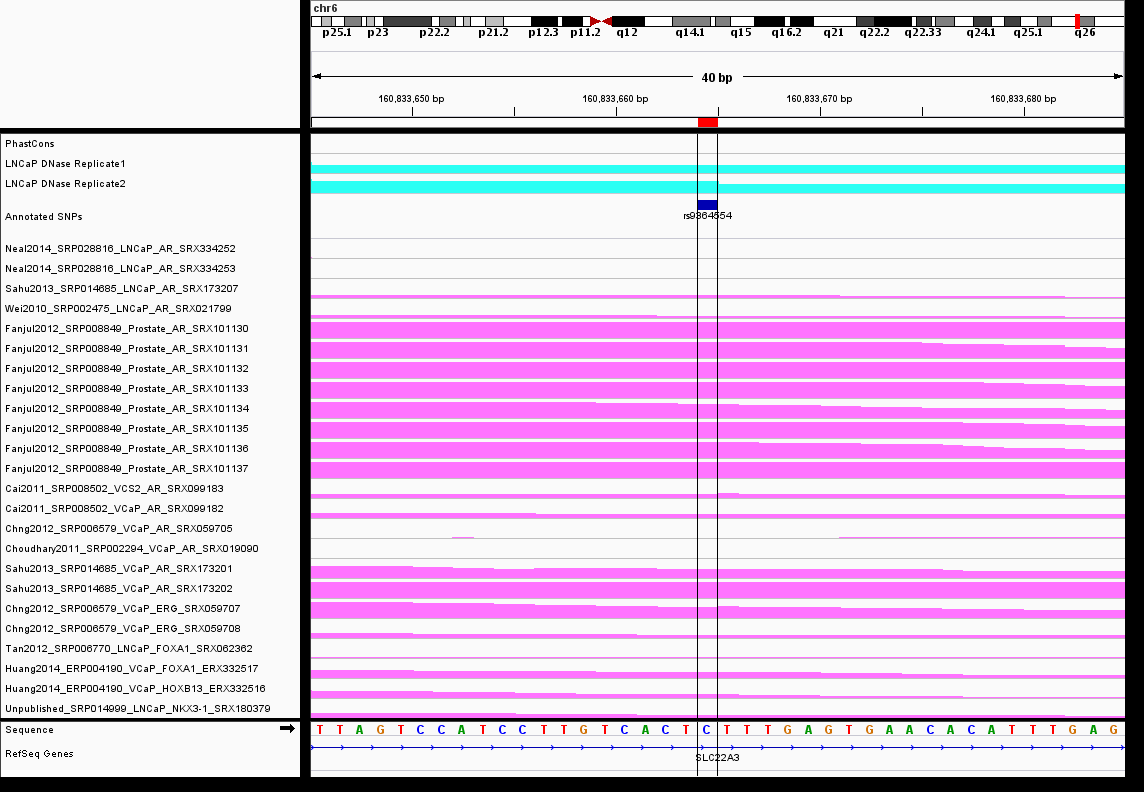 chr6
p25.1 p23 p22.2 p21.2 p12.3 p11.2 q12 q14.1 q15 q16.2 q21 q22.2 q22.33 q24.1 q25.1 q26
40 bp
160,833,650 bp 160,833,660 bp 160,833,670 bp 160,833,680 bp
PhastCons
LNCaP DNase Replicate1
LNCaP DNase Replicate2
Annotated SNPs
rs9364554
Neal2014_SRP028816_LNCaP_AR_SRX334252
Neal2014_SRP028816_LNCaP_AR_SRX334253
Sahu2013_SRP014685_LNCaP_AR_SRX173207
Wei2010_SRP002475_LNCaP_AR_SRX021799
Fanjul2012_SRP008849_Prostate_AR_SRX101130
Fanjul2012_SRP008849_Prostate_AR_SRX101131
Fanjul2012_SRP008849_Prostate_AR_SRX101132
Fanjul2012_SRP008849_Prostate_AR_SRX101133
Fanjul2012_SRP008849_Prostate_AR_SRX101134
Fanjul2012_SRP008849_Prostate_AR_SRX101135
Fanjul2012_SRP008849_Prostate_AR_SRX101136
Fanjul2012_SRP008849_Prostate_AR_SRX101137
Cai2011_SRP008502_VCS2_AR_SRX099183
Cai2011_SRP008502_VCaP_AR_SRX099182
Chng2012_SRP006579_VCaP_AR_SRX059705
Choudhary2011_SRP002294_VCaP_AR_SRX019090
Sahu2013_SRP014685_VCaP_AR_SRX173201
Sahu2013_SRP014685_VCaP_AR_SRX173202
Chng2012_SRP006579_VCaP_ERG_SRX059707
Chng2012_SRP006579_VCaP_ERG_SRX059708
Tan2012_SRP006770_LNCaP_FOXA1_SRX062362
Huang2014_ERP004190_VCaP_FOXA1_ERX332517
Huang2014_ERP004190_VCaP_HOXB13_ERX332516
Unpublished_SRP014999_LNCaP_NKX3-1_SRX180379
Sequence T T A G T C C A T C C T T G T C A C T C T T T G A G T G A A C A C A T T T G A G
RefSeq Genes
SLC22A3